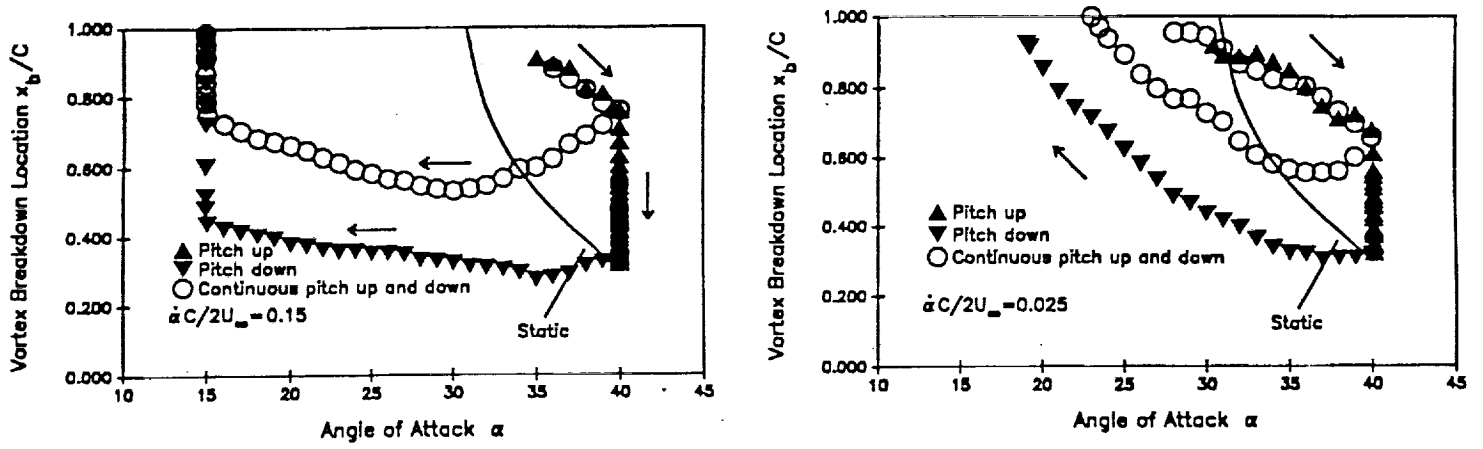 Vortex Breakdown Location x_b/C
1.000
0.800
0.600
0.400
0.200
0.000
▲ Pitch up
▼ Pitch down
○ Continuous pitch up and down
α̇C/2U∞=0.15
Static
10 15 20 25 30 35 40 45
Angle of Attack α
Vortex Breakdown Location x_b/C
1.000
0.800
0.600
0.400
0.200
0.000
▲ Pitch up
▼ Pitch down
○ Continuous pitch up and down
α̇C/2U∞=0.025
Static
10 15 20 25 30 35 40 45
Angle of Attack α